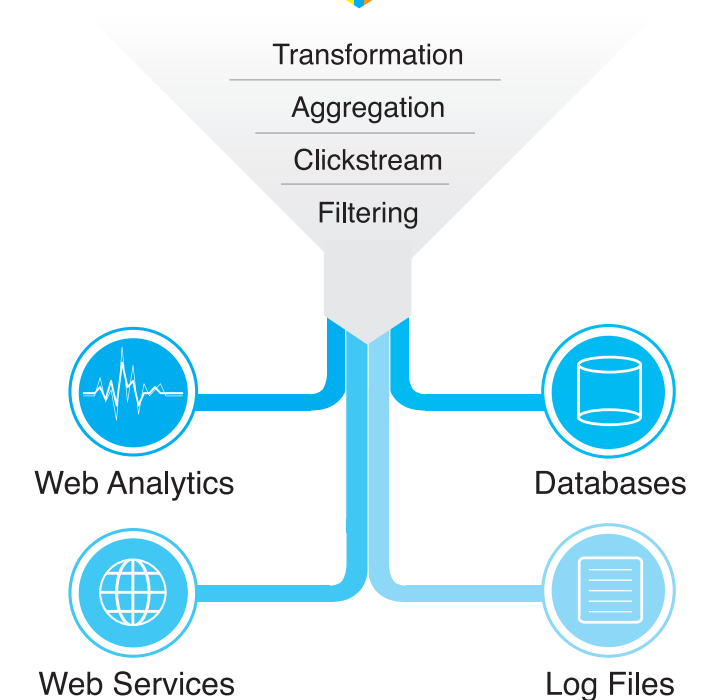 Transformation
Aggregation
Clickstream
Filtering
Web Analytics
Databases
Web Services
Log Files